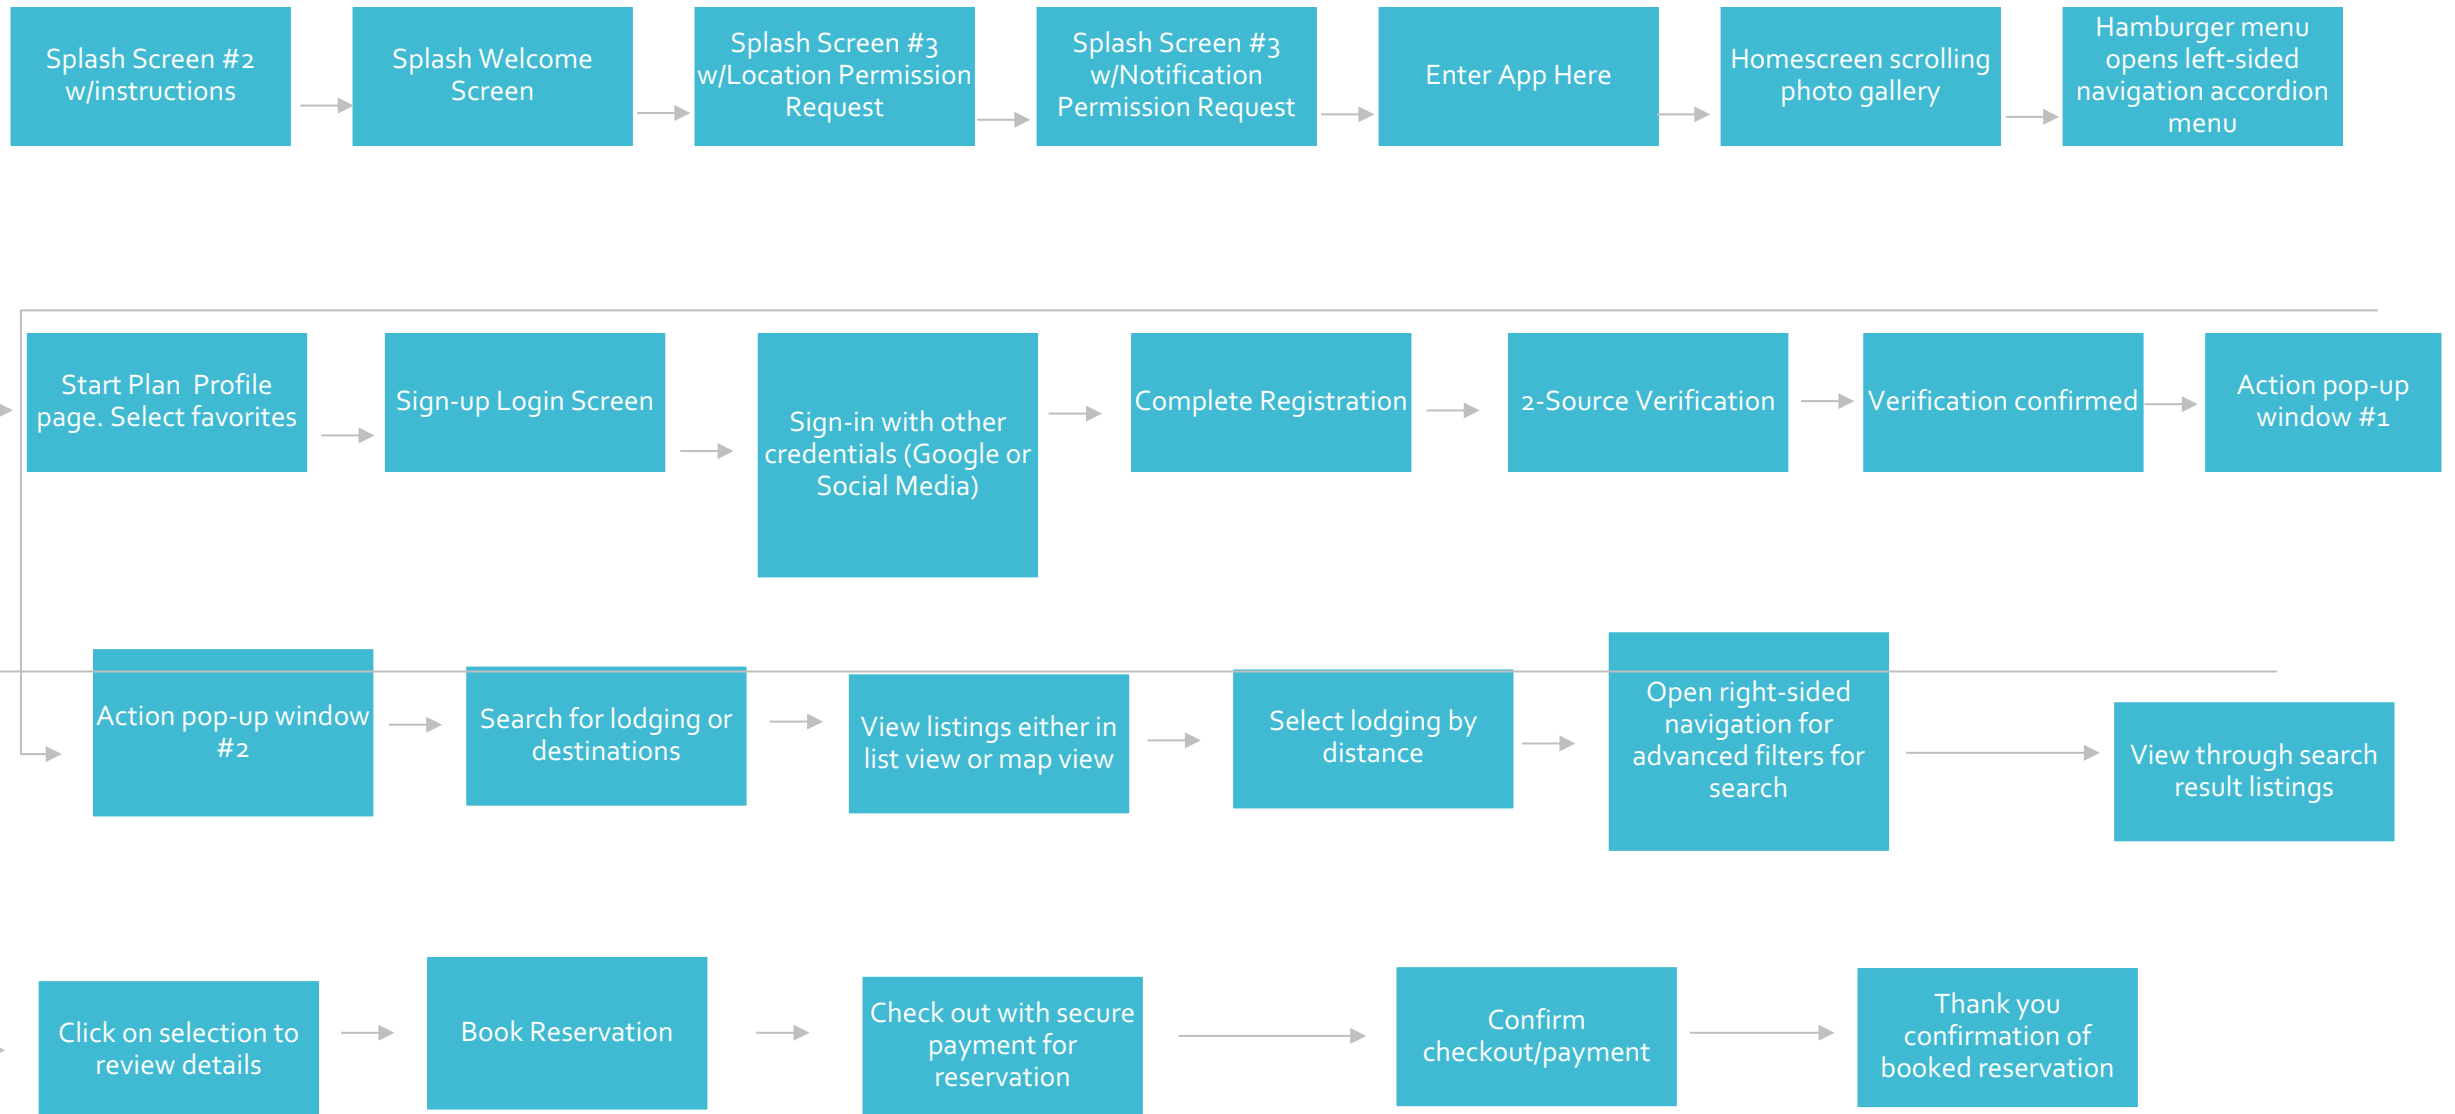 Splash Screen #2
w/instructions
Splash Welcome
Screen
Splash Screen #3
w/Location Permission
Request
Splash Screen #3
w/Notification
Permission Request
Enter App Here
Homescreen scrolling
photo gallery
Hamburger menu
opens left-sided
navigation accordion
menu
Start Plan  Profile
page. Select favorites
Sign-up Login Screen
Sign-in with other
credentials (Google or
Social Media)
Complete Registration
2-Source Verification
Verification confirmed
Action pop-up
window #1
Action pop-up window
#2
Search for lodging or
destinations
View listings either in
list view or map view
Select lodging by
distance
Open right-sided
navigation for
advanced filters for
search
View through search
result listings
Click on selection to
review details
Book Reservation
Check out with secure
payment for
reservation
Confirm
checkout/payment
Thank you
confirmation of
booked reservation